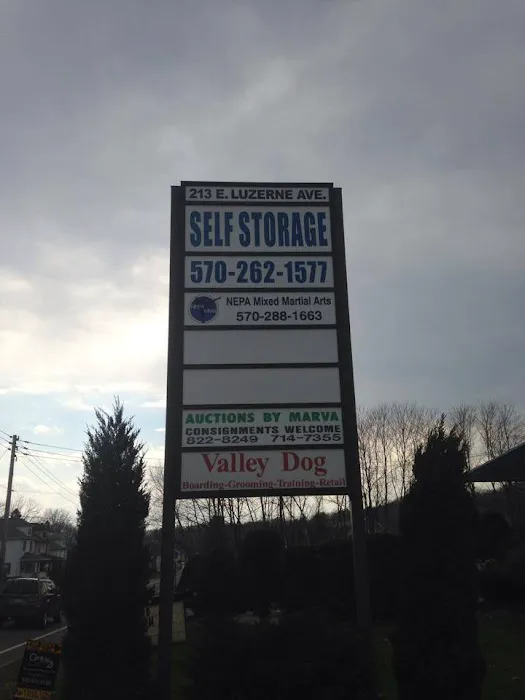 213 E. LUZERNE AVE.
SELF STORAGE
570-262-1577
NEPA Mixed Martial Arts
570-288-1663
AUCTIONS BY MARVA
CONSIGNMENTS WELCOME
822-8249 714-7355
Valley Dog
Boarding-Grooming-Training-Retail
Century